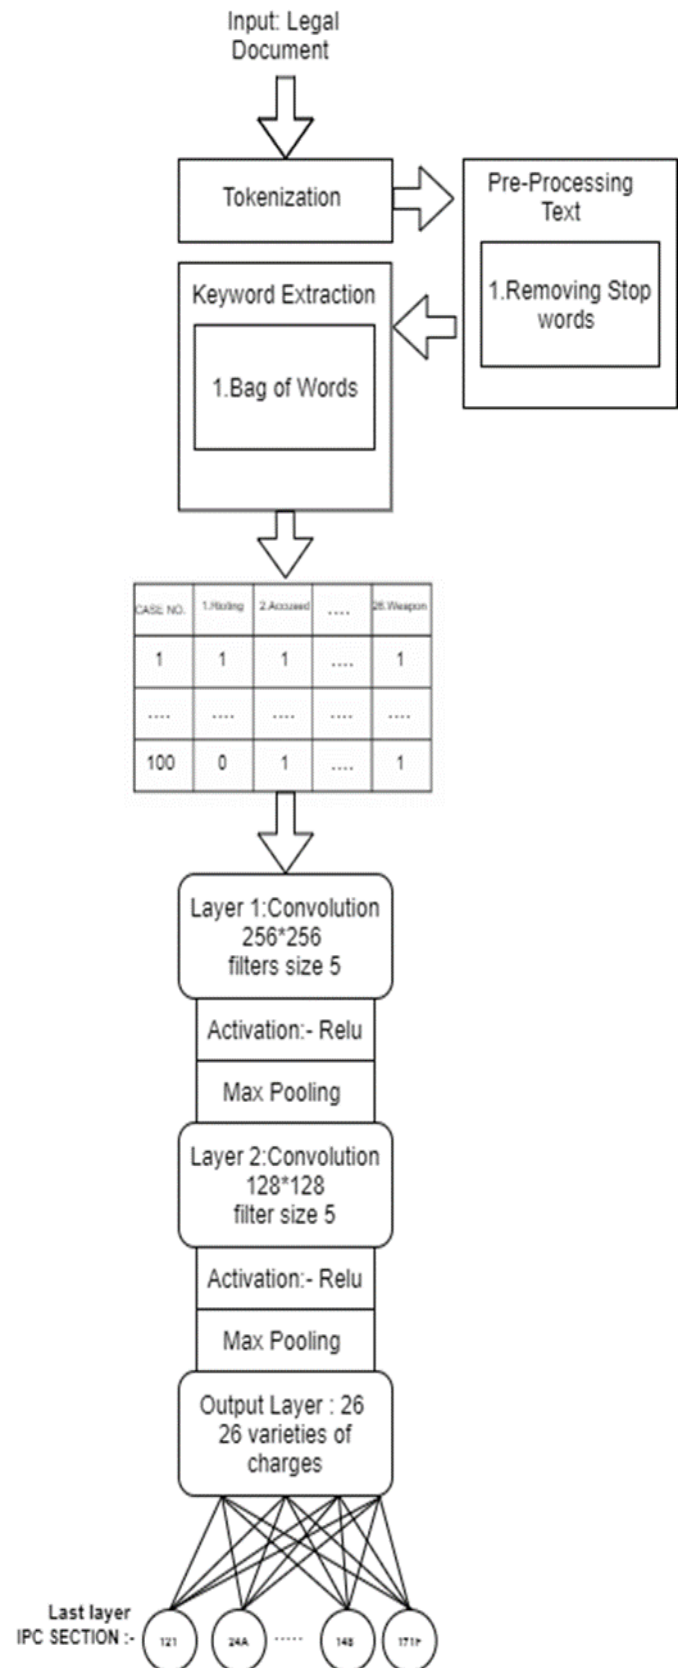 Input: Legal
Document
Tokenization
Pre-Processing
Text
1.Removing Stop
words
Keyword Extraction
1.Bag of Words
CASE NO. 1.Rioting 2.Accused .... 26.Weapon
1 1 1 .... 1
.... .... .... .... ....
100 0 1 .... 1
Layer 1:Convolution
256*256
filters size 5
Activation:- Relu
Max Pooling
Layer 2:Convolution
128*128
filter size 5
Activation:- Relu
Max Pooling
Output Layer : 26
26 varieties of
charges
Last layer
IPC SECTION :- 121 24A ..... 148